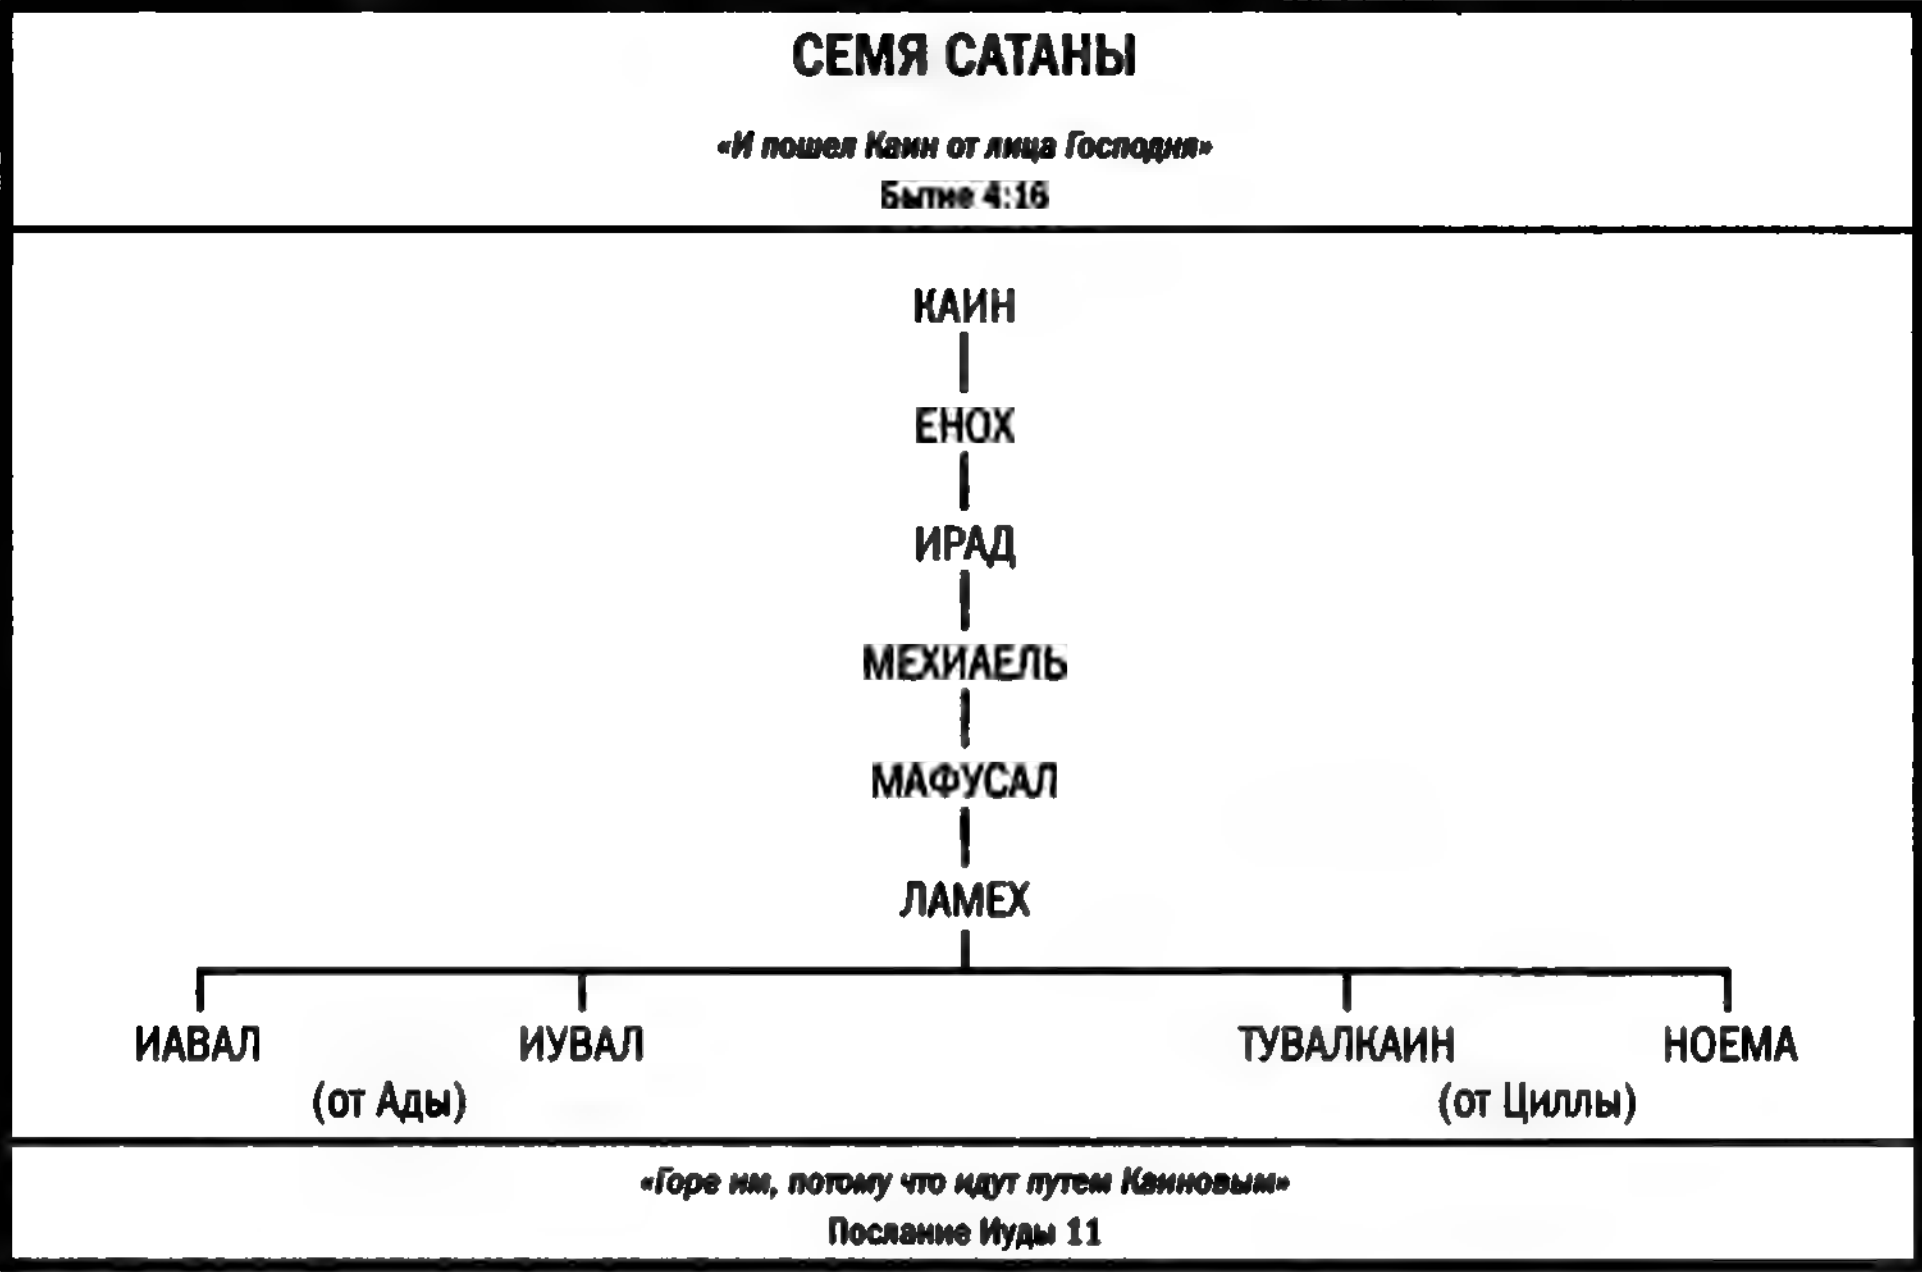 СЕМЯ САТАНЫ
«И пошел Каин от лица Господня»
Бытие 4:16
КАИН
ЕНОХ
ИРАД
МЕХИАЕЛЬ
МАФУСАЛ
ЛАМЕХ
ИАВАЛ ИУВАЛ ТУВАЛКАИН НОЕМА
(от Ады) (от Циллы)
«Горе им, потому что идут путем Каиновым»
Послание Иуды 11